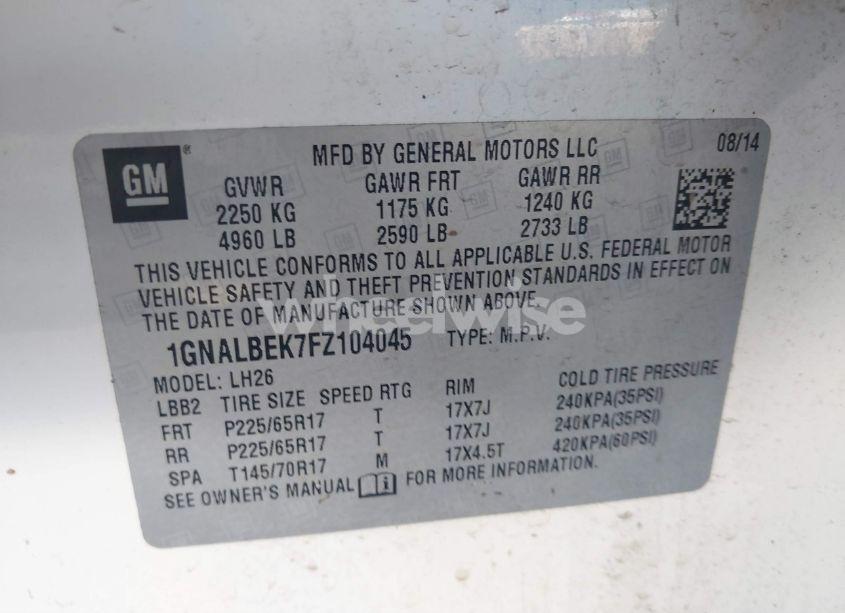 GM
MFD BY GENERAL MOTORS LLC 08/14
GVWR GAWR FRT GAWR RR
2250 KG 1175 KG 1240 KG
4960 LB 2590 LB 2733 LB
THIS VEHICLE CONFORMS TO ALL APPLICABLE U.S. FEDERAL MOTOR
VEHICLE SAFETY AND THEFT PREVENTION STANDARDS IN EFFECT ON
THE DATE OF MANUFACTURE SHOWN ABOVE.
wheelwise
1GNALBEK7FZ104045 TYPE: M.P.V.
MODEL: LH26
LBB2 TIRE SIZE SPEED RTG RIM COLD TIRE PRESSURE
FRT P225/65R17 T 17X7J 240KPA(35PSI)
RR P225/65R17 T 17X7J 240KPA(35PSI)
SPA T145/70R17 M 17X4.5T 420KPA(60PSI)
SEE OWNER'S MANUAL FOR MORE INFORMATION.